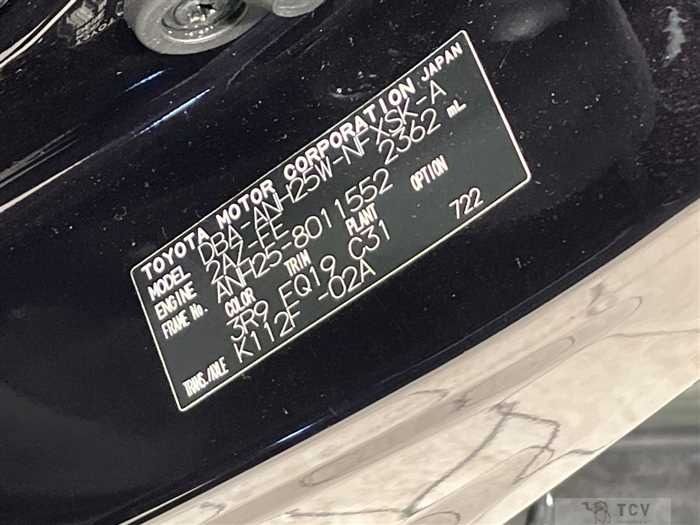 TOYOTA MOTOR CORPORATION JAPAN
MODEL DBA-ANH25W-NFXSK-A
ENGINE 2AZ-FE 2362 mL
FRAME No. ANH25-8011552
COLOR TRIM PLANT OPTION
3R9 FQ19 C31 722
TRANS./AXLE K112F -02A
TCV